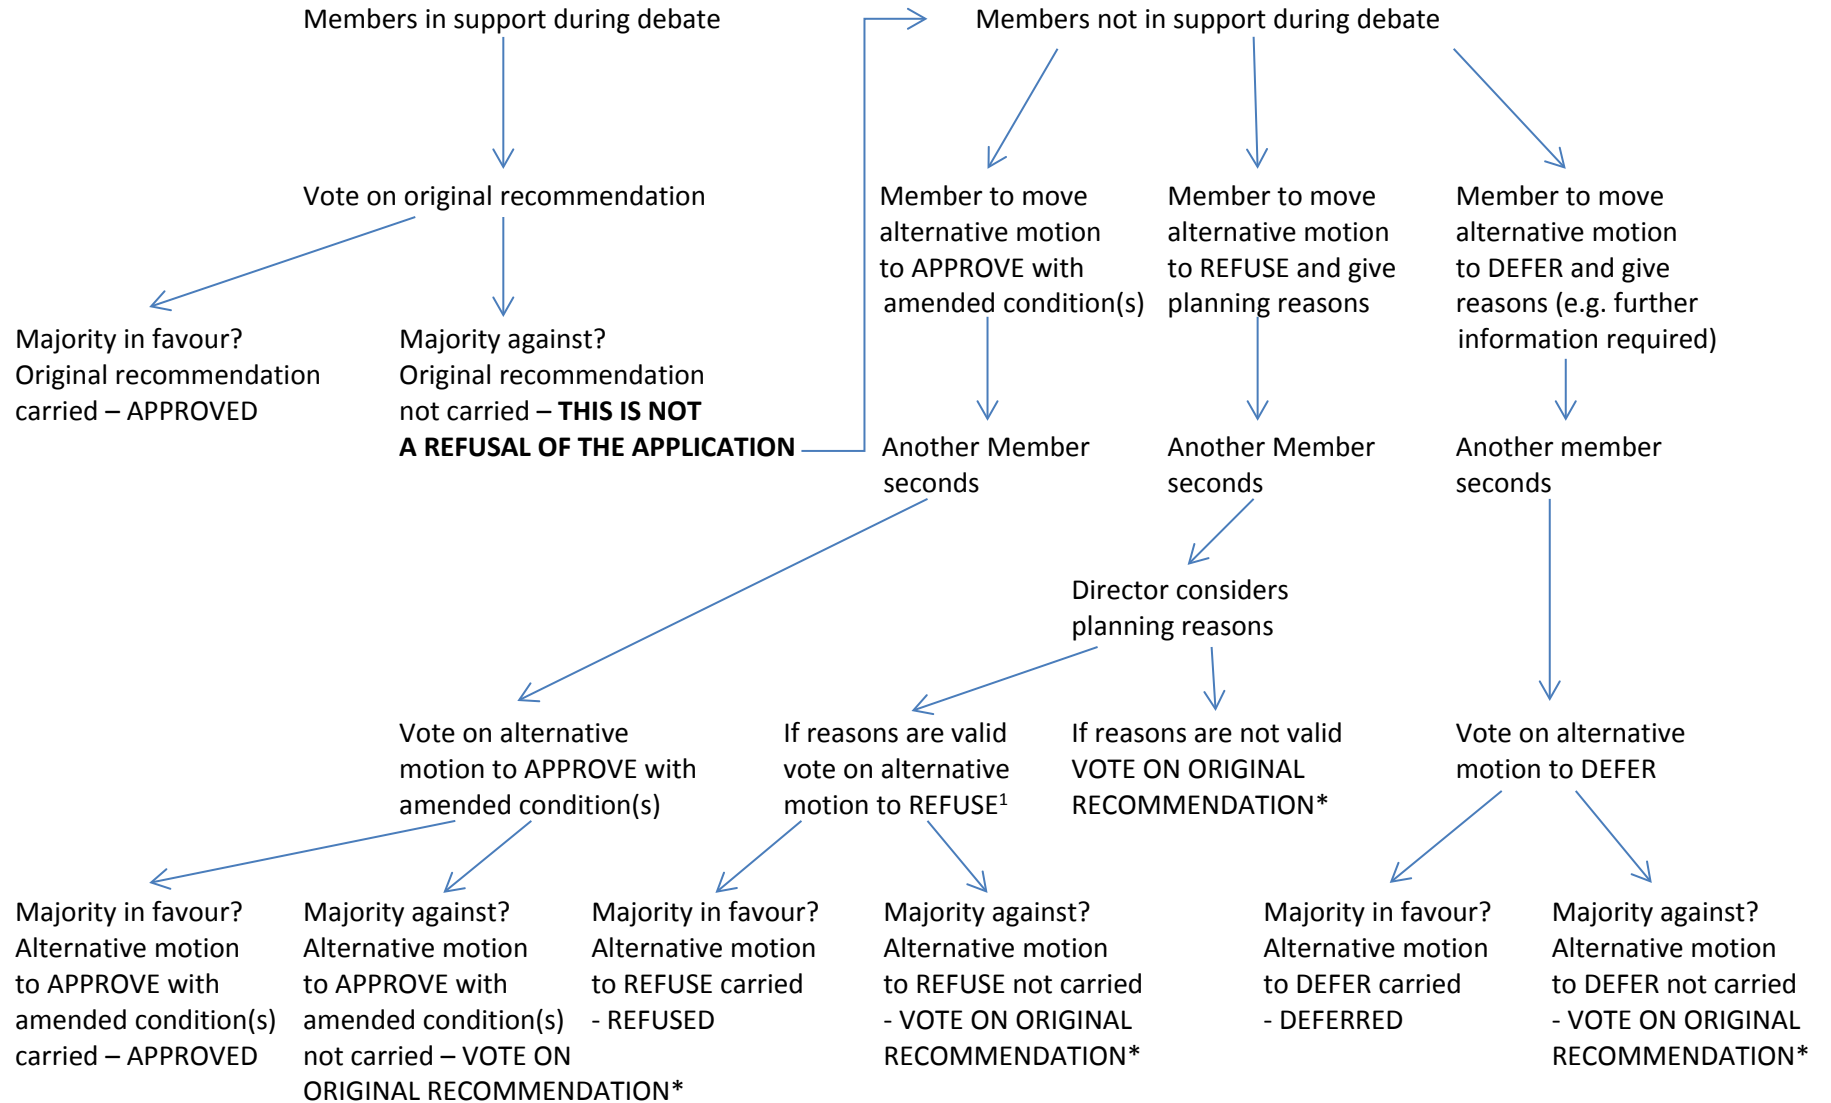 Members in support during debate
Members not in support during debate
Vote on original recommendation
Member to move
alternative motion
to APPROVE with
amended condition(s)
Member to move
alternative motion
to REFUSE and give
planning reasons
Member to move
alternative motion
to DEFER and give
reasons (e.g. further
information required)
Majority in favour?
Original recommendation
carried – APPROVED
Majority against?
Original recommendation
not carried – THIS IS NOT
A REFUSAL OF THE APPLICATION
Another Member
seconds
Another Member
seconds
Another member
seconds
Director considers
planning reasons
Vote on alternative
motion to APPROVE with
amended condition(s)
If reasons are valid
vote on alternative
motion to REFUSE¹
If reasons are not valid
VOTE ON ORIGINAL
RECOMMENDATION*
Vote on alternative
motion to DEFER
Majority in favour?
Alternative motion
to APPROVE with
amended condition(s)
carried – APPROVED
Majority against?
Alternative motion
to APPROVE with
amended condition(s)
not carried – VOTE ON
ORIGINAL RECOMMENDATION*
Majority in favour?
Alternative motion
to REFUSE carried
- REFUSED
Majority against?
Alternative motion
to REFUSE not carried
- VOTE ON ORIGINAL
RECOMMENDATION*
Majority in favour?
Alternative motion
to DEFER carried
- DEFERRED
Majority against?
Alternative motion
to DEFER not carried
- VOTE ON ORIGINAL
RECOMMENDATION*